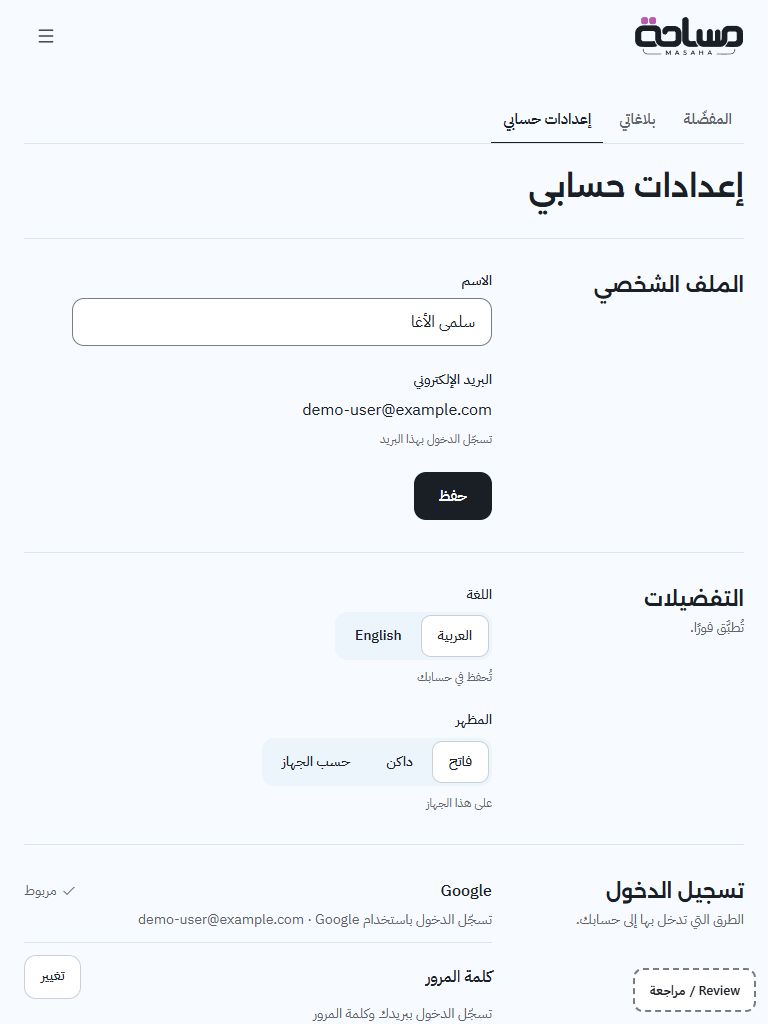 مساحة
MASAHA
المفضّلة بلاغاتي إعدادات حسابي
إعدادات حسابي
الملف الشخصي
الاسم
سلمى الأغا
البريد الإلكتروني
demo-user@example.com
تسجّل الدخول بهذا البريد
حفظ
التفضيلات
تُطبَّق فورًا.
اللغة
العربية English
تُحفظ في حسابك
المظهر
فاتح داكن حسب الجهاز
على هذا الجهاز
تسجيل الدخول
الطرق التي تدخل بها إلى حسابك.
Google
مربوط
تسجّل الدخول باستخدام Google · demo-user@example.com
كلمة المرور
تغيير
تسجّل الدخول ببريدك وكلمة المرور
Review / مراجعة